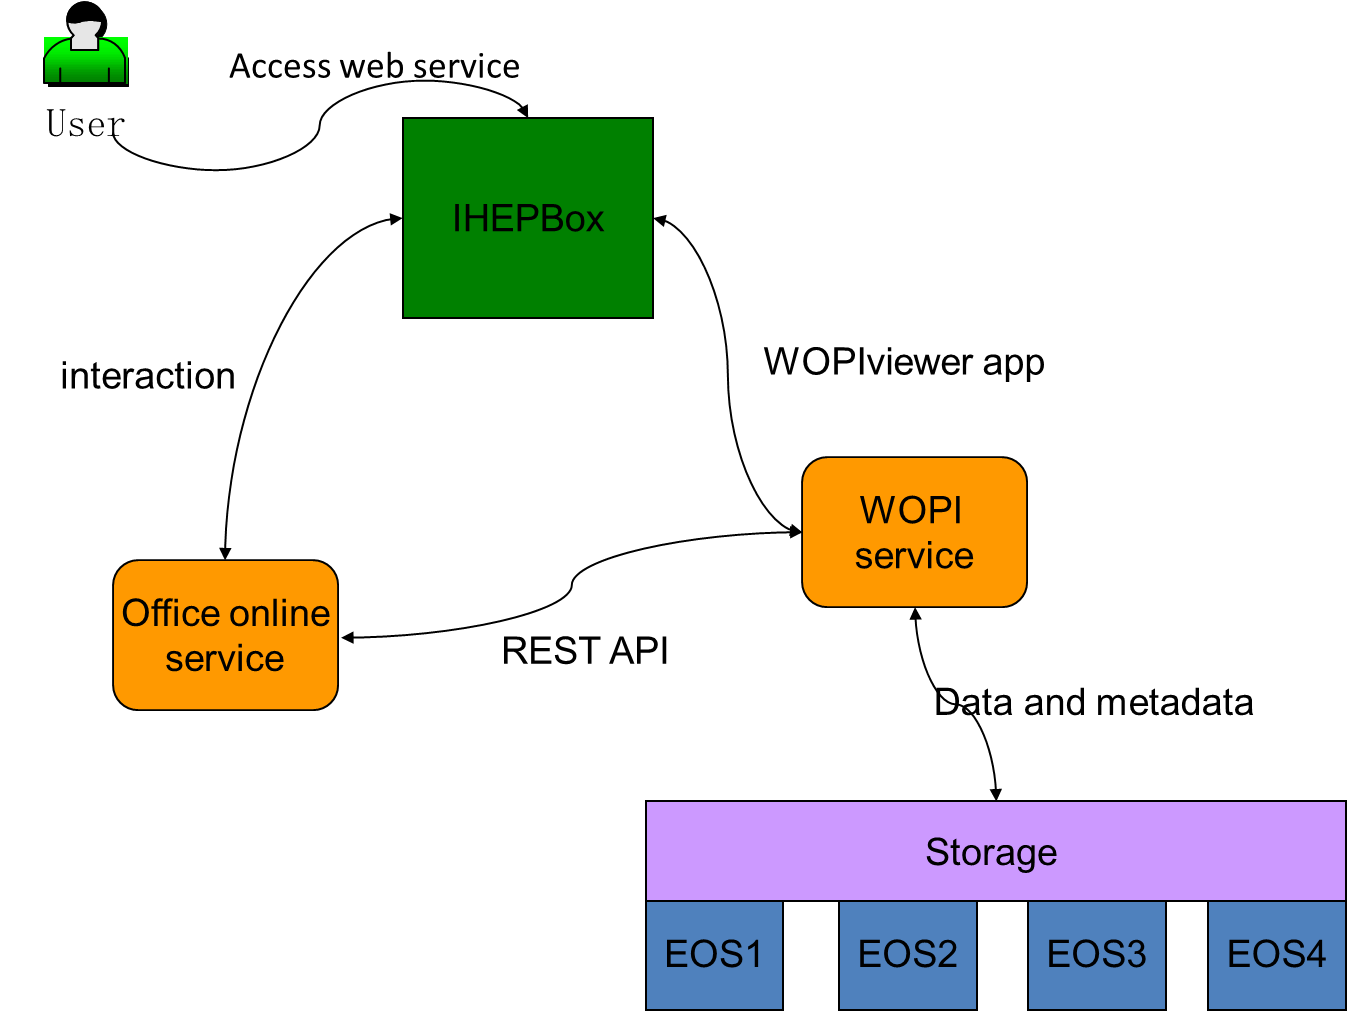 Access web service
User
IHEPBox
WOPIviewer app
interaction
WOPI
service
Office online
service
REST API
Data and metadata
Storage
EOS1
EOS2
EOS3
EOS4